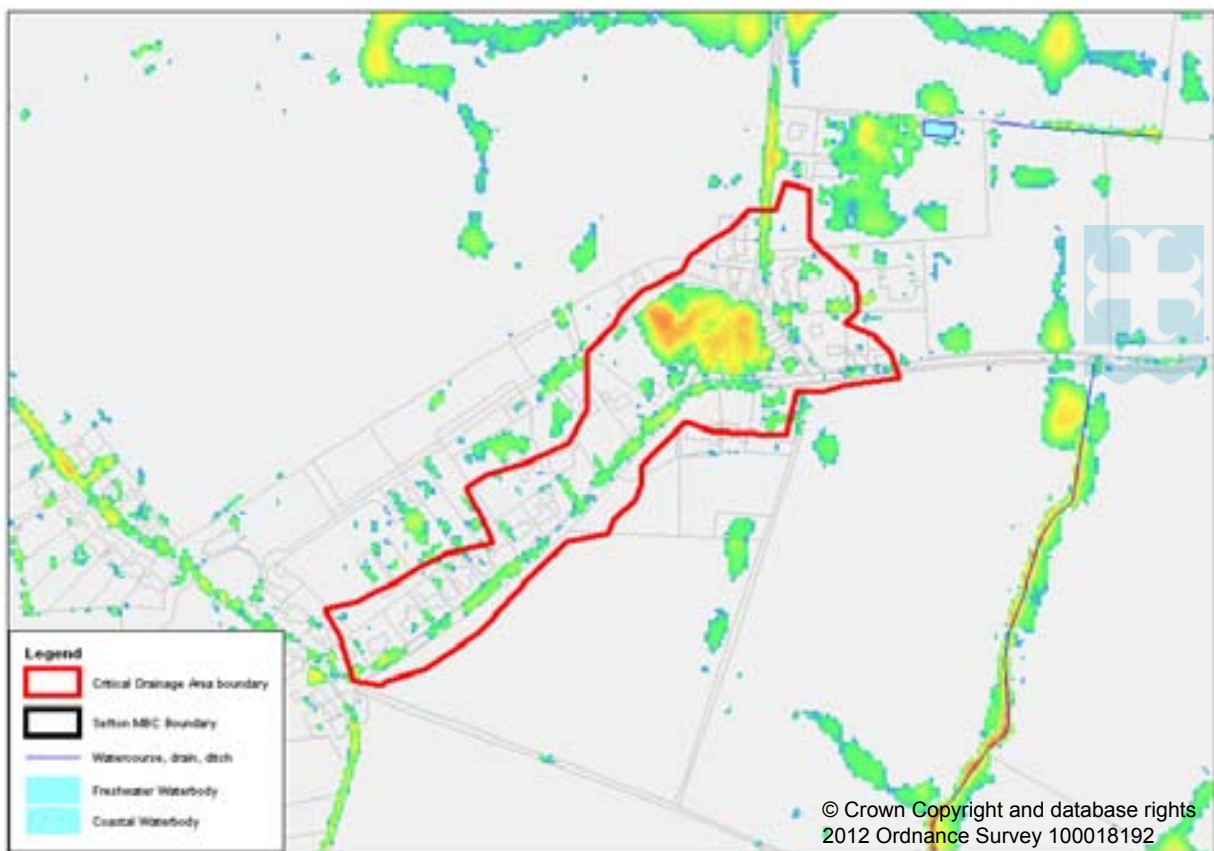 Legend
Critical Drainage Area boundary
Sefton MBC Boundary
Watercourse, drain, ditch
Freshwater Waterbody
Coastal Waterbody
© Crown Copyright and database rights
2012 Ordnance Survey 100018192